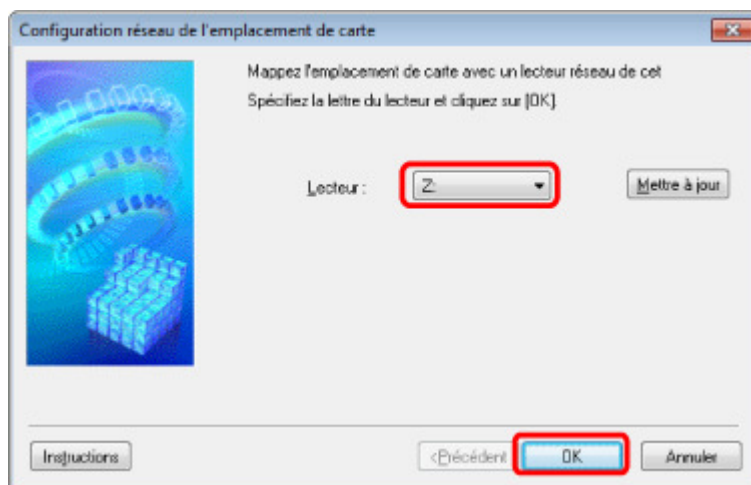 Configuration réseau de l'emplacement de carte
Mappez l'emplacement de carte avec un lecteur réseau de cet
Spécifiez la lettre du lecteur et cliquez sur [OK].
Lecteur : Z: Mettre à jour
Instructions <Précédent OK Annuler